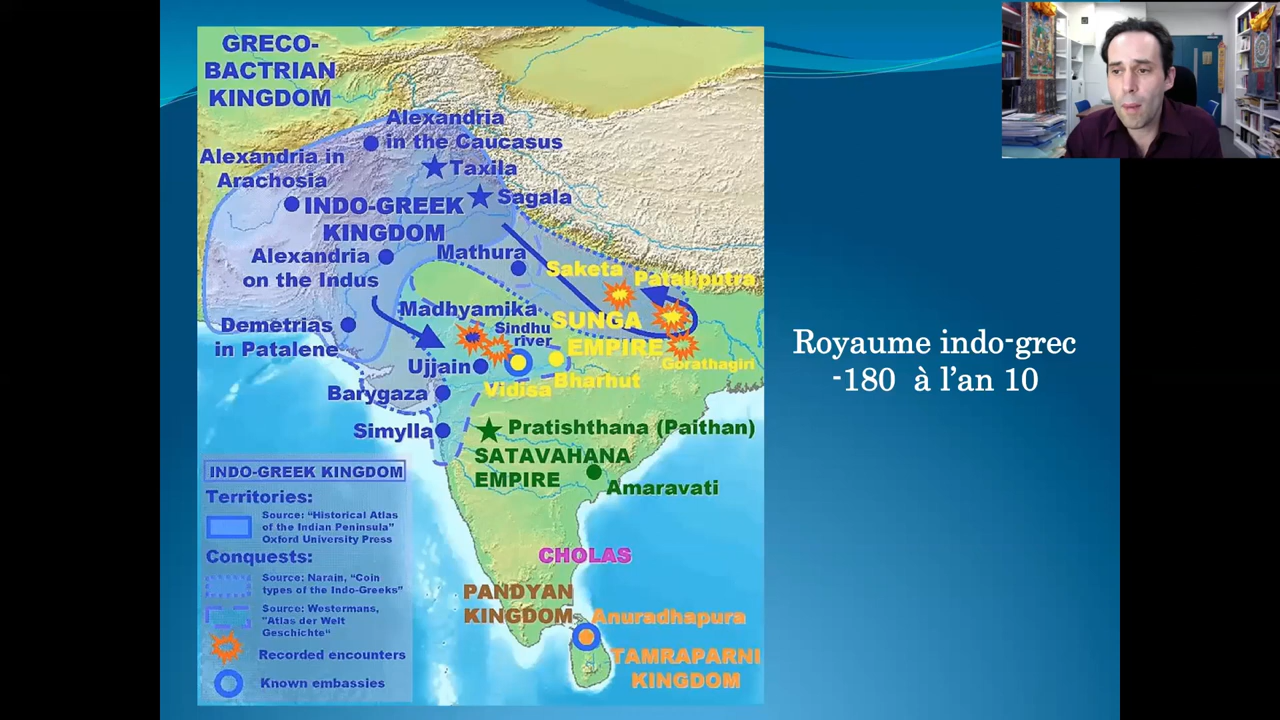 GRECO-
BACTRIAN
KINGDOM
Alexandria
in the Caucasus
Alexandria in
Arachosia
Taxila
Sagala
INDO-GREEK
KINGDOM
Alexandria
on the Indus
Mathura
Saketa
Pataliputra
Madhyamika
Sindhu
river
SUNGA
EMPIRE
Gorathagiri
Demetrias
in Patalene
Ujjain
Vidisa
Bharhut
Barygaza
Simylla
Pratishthana (Paithan)
SATAVAHANA
EMPIRE
Amaravati
CHOLAS
PANDYAN
KINGDOM
Anuradhapura
TAMRAPARNI
KINGDOM
INDO-GREEK KINGDOM
Territories:
Source: "Historical Atlas
of the Indian Peninsula"
Oxford University Press
Conquests:
Source: Narain, "Coin
types of the Indo-Greeks"
Source: Westermans,
"Atlas der Welt
Geschichte"
Recorded encounters
Known embassies
Royaume indo-grec
-180 à l'an 10